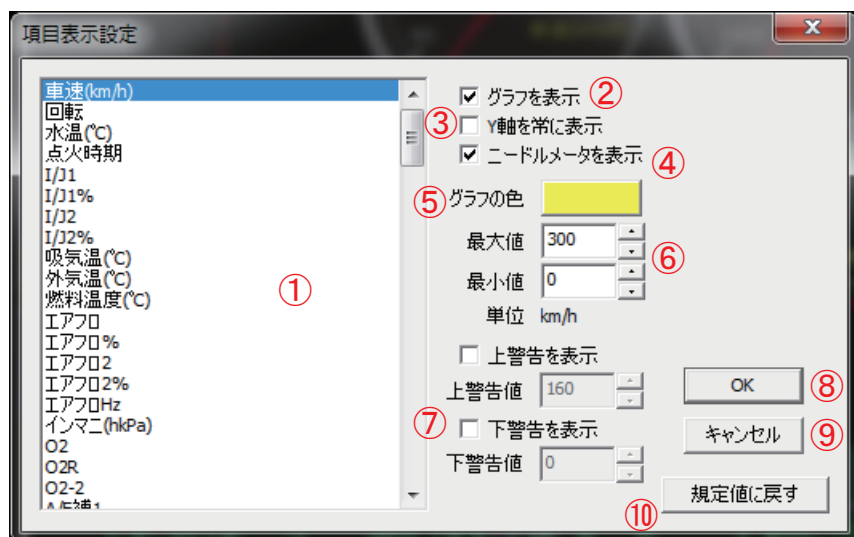 項目表示設定
車速(km/h)
回転
水温(℃)
点火時期
I/J1
I/J1%
I/J2
I/J2%
吸気温(℃)
外気温(℃)
燃料温度(℃)
エアフロ
エアフロ%
エアフロ2
エアフロ2%
エアフロHz
インマニ(hkPa)
O2
O2R
O2-2
A/F補1
①
グラフを表示 ②
③ Y軸を常に表示
ニードルメータを表示 ④
⑤ グラフの色
最大値 300
⑥
最小値 0
単位 km/h
上警告を表示
上警告値 160
⑦ 下警告を表示
下警告値 0
OK ⑧
キャンセル ⑨
規定値に戻す
⑩